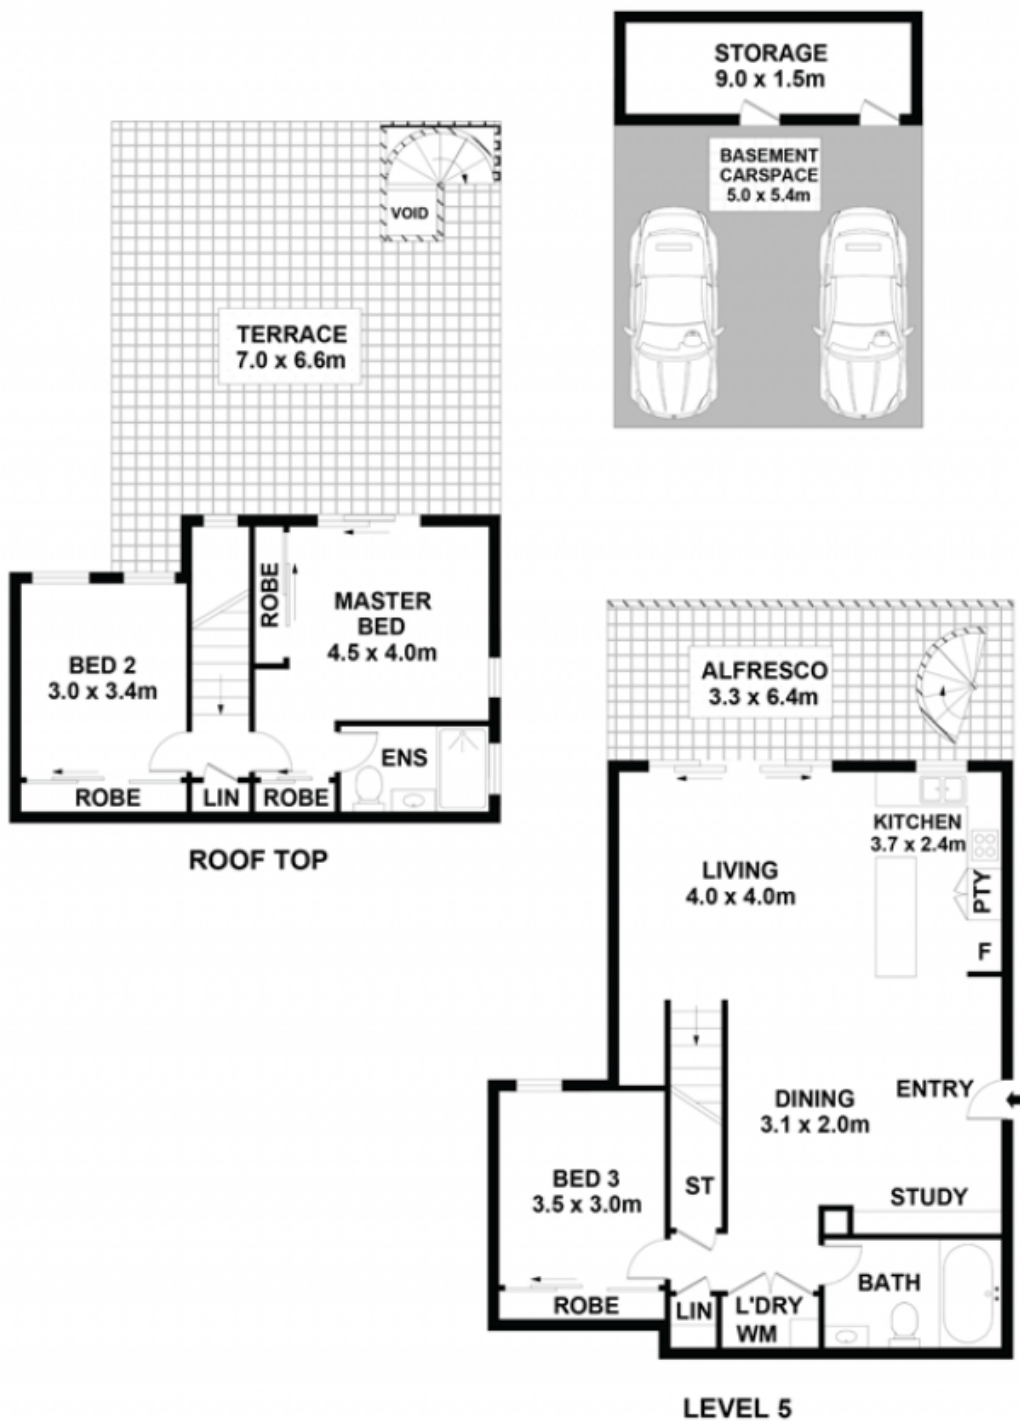 STORAGE
9.0 x 1.5m
BASEMENT
CARSPACE
5.0 x 5.4m
VOID
TERRACE
7.0 x 6.6m
ROBE
MASTER
BED
4.5 x 4.0m
BED 2
3.0 x 3.4m
ENS
ROBE
LIN
ROBE
ROOF TOP
ALFRESCO
3.3 x 6.4m
KITCHEN
3.7 x 2.4m
LIVING
4.0 x 4.0m
PTY
F
ENTRY
DINING
3.1 x 2.0m
BED 3
3.5 x 3.0m
ST
STUDY
BATH
ROBE
LIN
L'DRY
WM
LEVEL 5